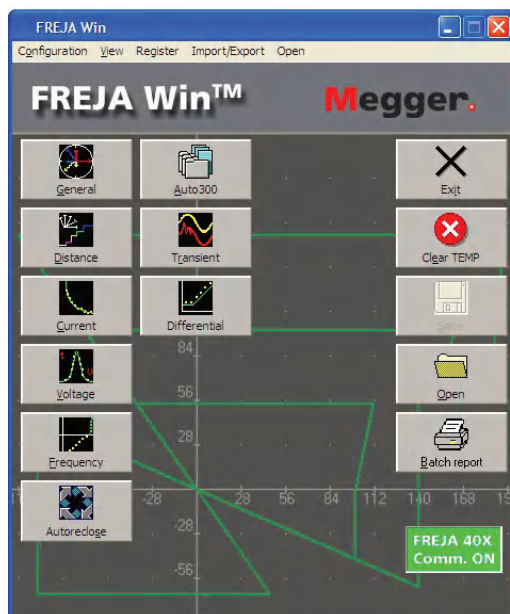 FREJA Win
Configuration View Register Import/Export Open
FREJA Win™ Megger.
General Auto300 Exit
Distance Transient Clear TEMP
Current Differential Save
84
Voltage 56 Open
28
Frequency Batch report
-28 28 56 84 112 140 168
Autoreclose -28
FREJA 40X
Comm. ON
-56